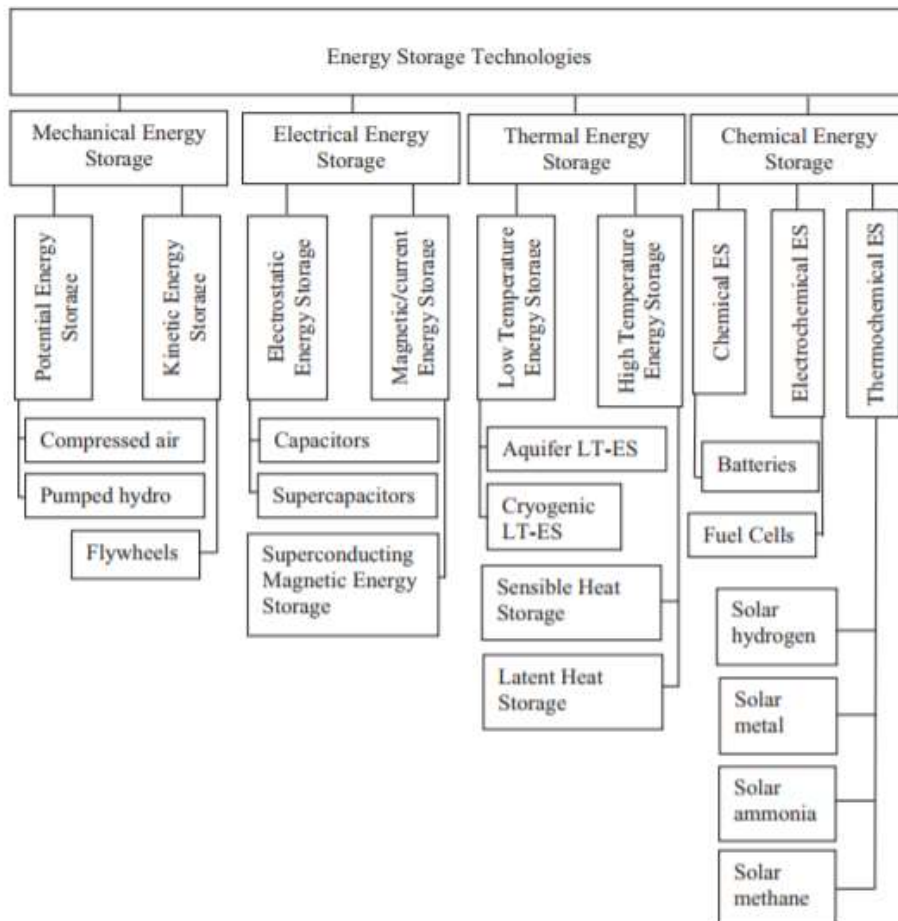 Energy Storage Technologies
Mechanical Energy
Storage
Electrical Energy
Storage
Thermal Energy
Storage
Chemical Energy
Storage
Potential Energy
Storage
Kinetic Energy
Storage
Electrostatic
Energy Storage
Magnetic/current
Energy Storage
Low Temperature
Energy Storage
High Temperature
Energy Storage
Chemical ES
Electrochemical ES
Thermochemical ES
Compressed air
Pumped hydro
Flywheels
Capacitors
Supercapacitors
Superconducting
Magnetic Energy
Storage
Aquifer LT-ES
Cryogenic
LT-ES
Sensible Heat
Storage
Latent Heat
Storage
Batteries
Fuel Cells
Solar
hydrogen
Solar
metal
Solar
ammonia
Solar
methane